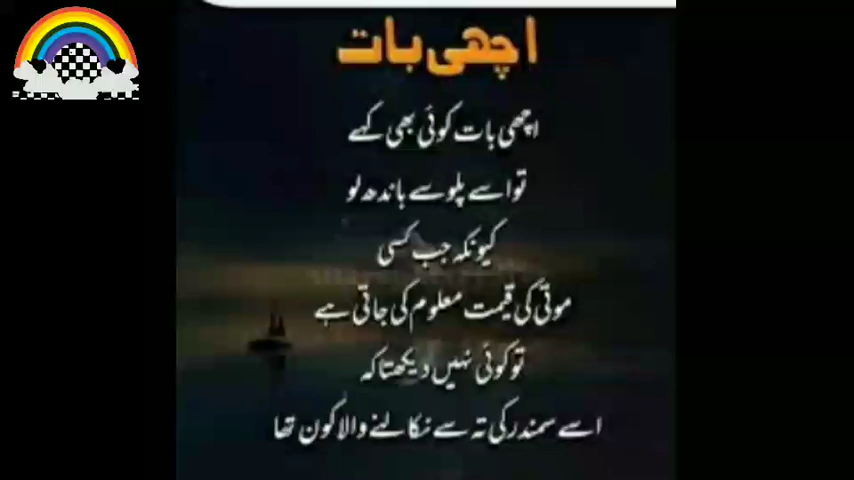 اچھی بات
اچھی بات کوئی بھی کہے
تو اسے پلو سے باندھ لو
کیونکہ جب کسی
موتی کی قیمت معلوم کی جاتی ہے
تو کوئی نہیں دیکھتا کہ
اسے سمندر کی تہ سے نکالنے والا کون تھا